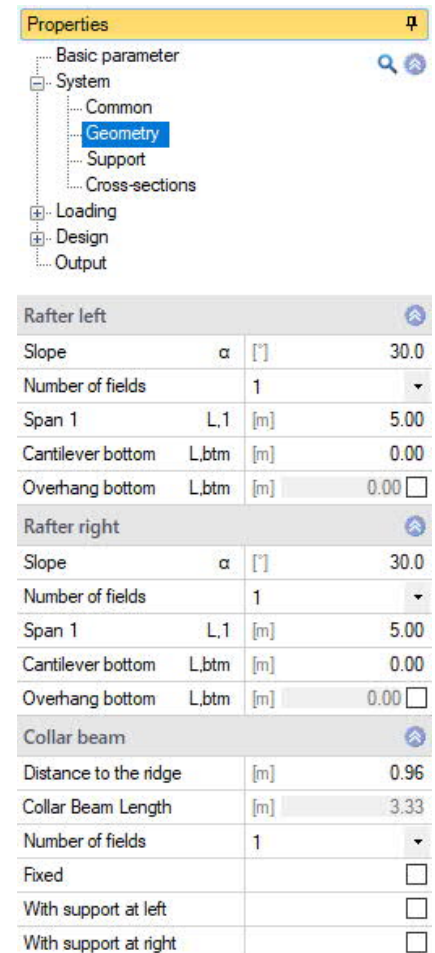 Properties
Basic parameter
System
Common
Geometry
Support
Cross-sections
Loading
Design
Output
Rafter left
Slope α [°] 30.0
Number of fields 1
Span 1 L,1 [m] 5.00
Cantilever bottom L,btm [m] 0.00
Overhang bottom L,btm [m] 0.00
Rafter right
Slope α [°] 30.0
Number of fields 1
Span 1 L,1 [m] 5.00
Cantilever bottom L,btm [m] 0.00
Overhang bottom L,btm [m] 0.00
Collar beam
Distance to the ridge [m] 0.96
Collar Beam Length [m] 3.33
Number of fields 1
Fixed
With support at left
With support at right